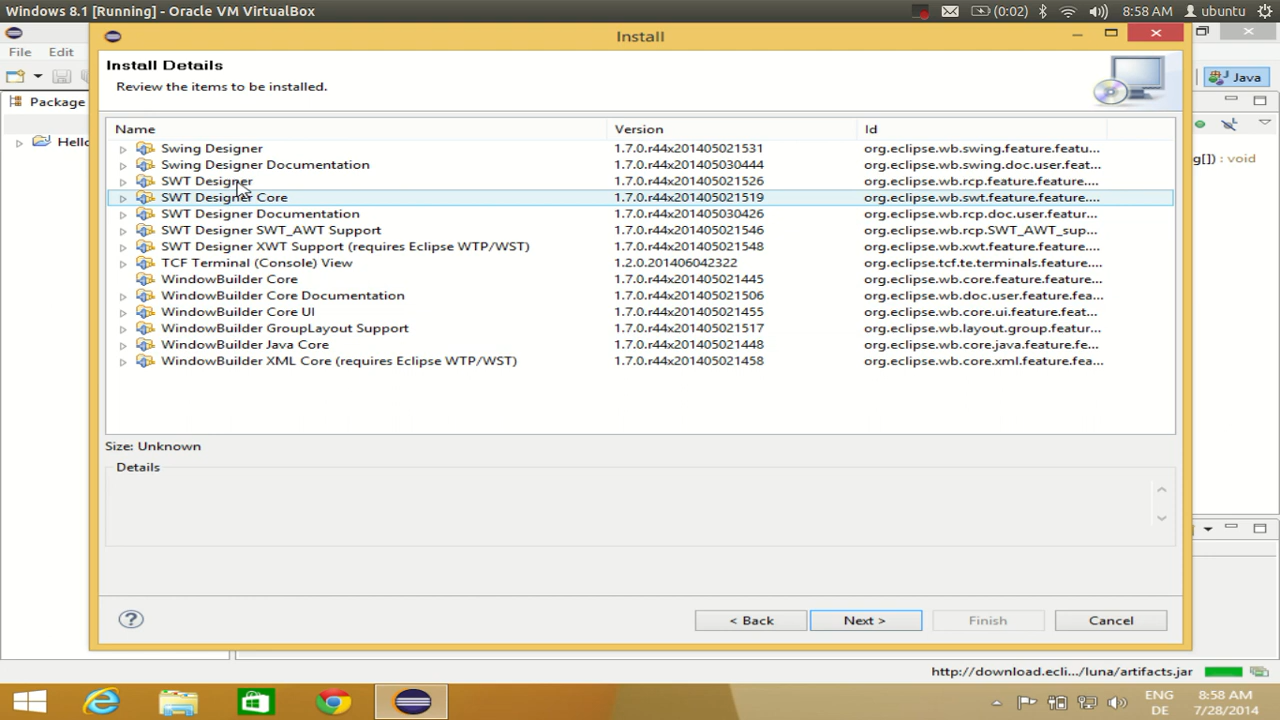 Windows 8.1 [Running] - Oracle VM VirtualBox
(0:02) 8:58 AM ubuntu
Install
File Edit
Install Details
Review the items to be installed.
Java
Package
Hello
g[]) : void
Name Version Id
Swing Designer 1.7.0.r44x201405021531 org.eclipse.wb.swing.feature.featu...
Swing Designer Documentation 1.7.0.r44x201405030444 org.eclipse.wb.swing.doc.user.feat...
SWT Designer 1.7.0.r44x201405021526 org.eclipse.wb.rcp.feature.feature....
SWT Designer Core 1.7.0.r44x201405021519 org.eclipse.wb.swt.feature.feature....
SWT Designer Documentation 1.7.0.r44x201405030426 org.eclipse.wb.rcp.doc.user.featur...
SWT Designer SWT_AWT Support 1.7.0.r44x201405021546 org.eclipse.wb.rcp.SWT_AWT_sup...
SWT Designer XWT Support (requires Eclipse WTP/WST) 1.7.0.r44x201405021548 org.eclipse.wb.xwt.feature.feature....
TCF Terminal (Console) View 1.2.0.201406042322 org.eclipse.tcf.te.terminals.feature....
WindowBuilder Core 1.7.0.r44x201405021445 org.eclipse.wb.core.feature.feature...
WindowBuilder Core Documentation 1.7.0.r44x201405021506 org.eclipse.wb.doc.user.feature.fea...
WindowBuilder Core UI 1.7.0.r44x201405021455 org.eclipse.wb.core.ui.feature.feat...
WindowBuilder GroupLayout Support 1.7.0.r44x201405021517 org.eclipse.wb.layout.group.featur...
WindowBuilder Java Core 1.7.0.r44x201405021448 org.eclipse.wb.core.java.feature.fe...
WindowBuilder XML Core (requires Eclipse WTP/WST) 1.7.0.r44x201405021458 org.eclipse.wb.core.xml.feature.fea...
Size: Unknown
Details
< Back Next > Finish Cancel
http://download.ecli.../luna/artifacts.jar
ENG 8:58 AM
DE 7/28/2014